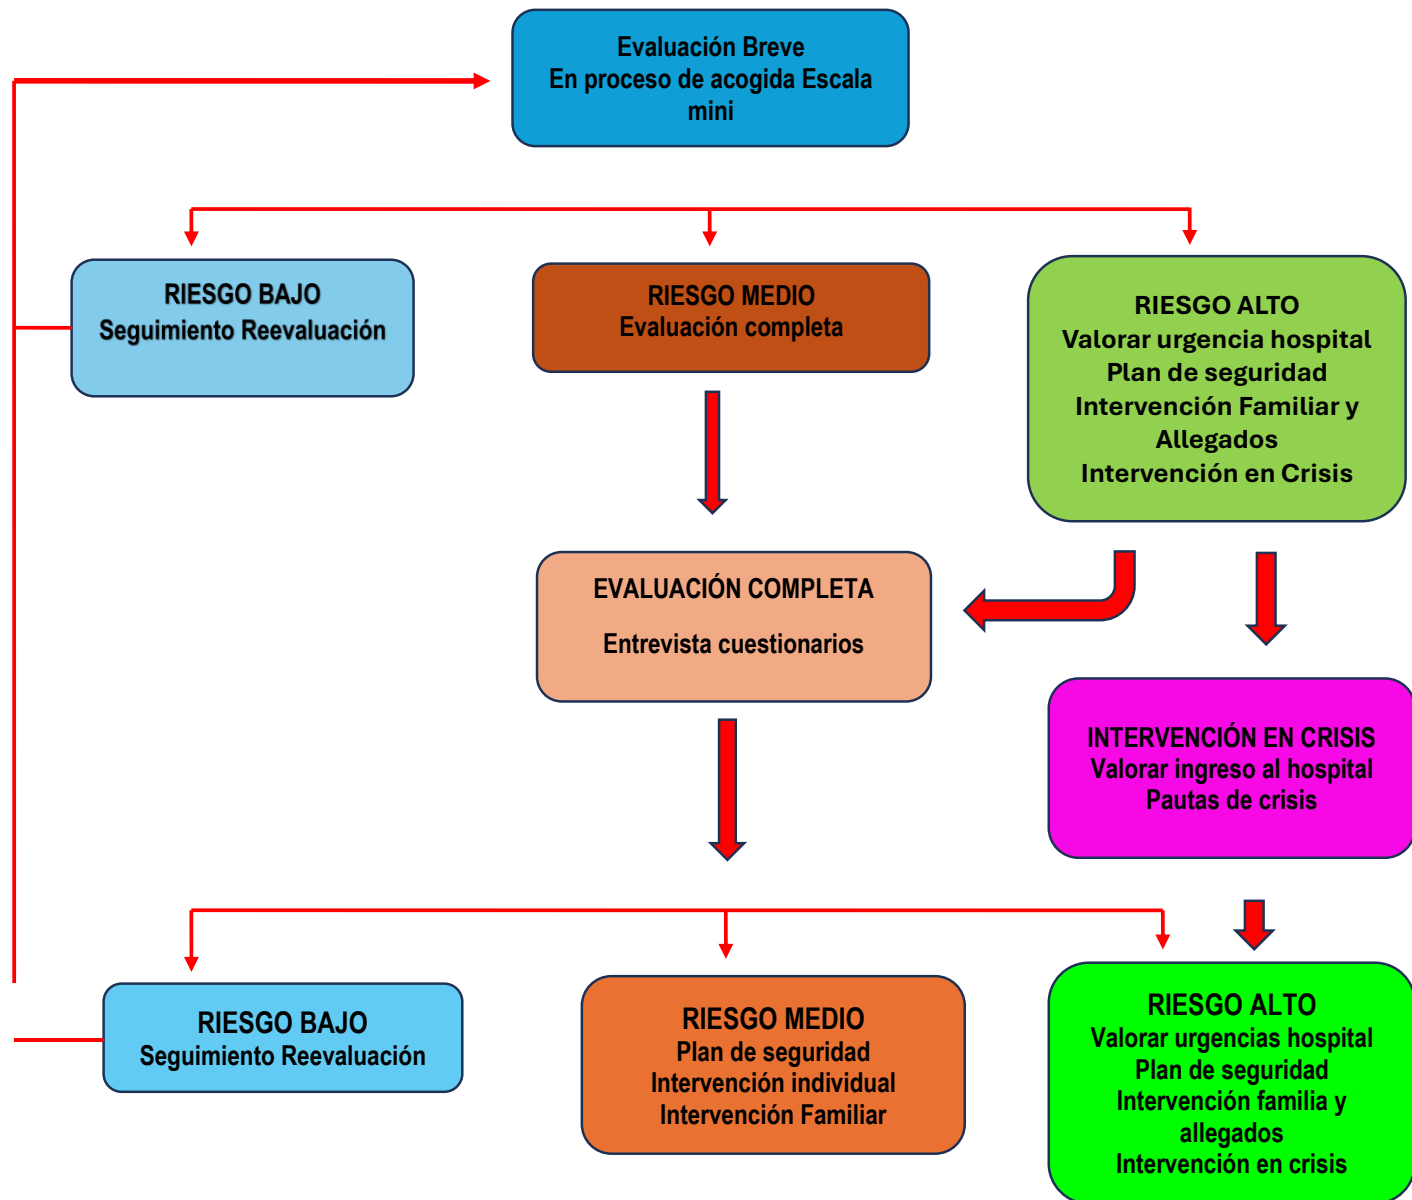 Evaluación Breve
En proceso de acogida Escala
mini
RIESGO BAJO
Seguimiento Reevaluación
RIESGO MEDIO
Evaluación completa
RIESGO ALTO
Valorar urgencia hospital
Plan de seguridad
Intervención Familiar y
Allegados
Intervención en Crisis
EVALUACIÓN COMPLETA
Entrevista cuestionarios
INTERVENCIÓN EN CRISIS
Valorar ingreso al hospital
Pautas de crisis
RIESGO BAJO
Seguimiento Reevaluación
RIESGO MEDIO
Plan de seguridad
Intervención individual
Intervención Familiar
RIESGO ALTO
Valorar urgencias hospital
Plan de seguridad
Intervención familia y
allegados
Intervención en crisis